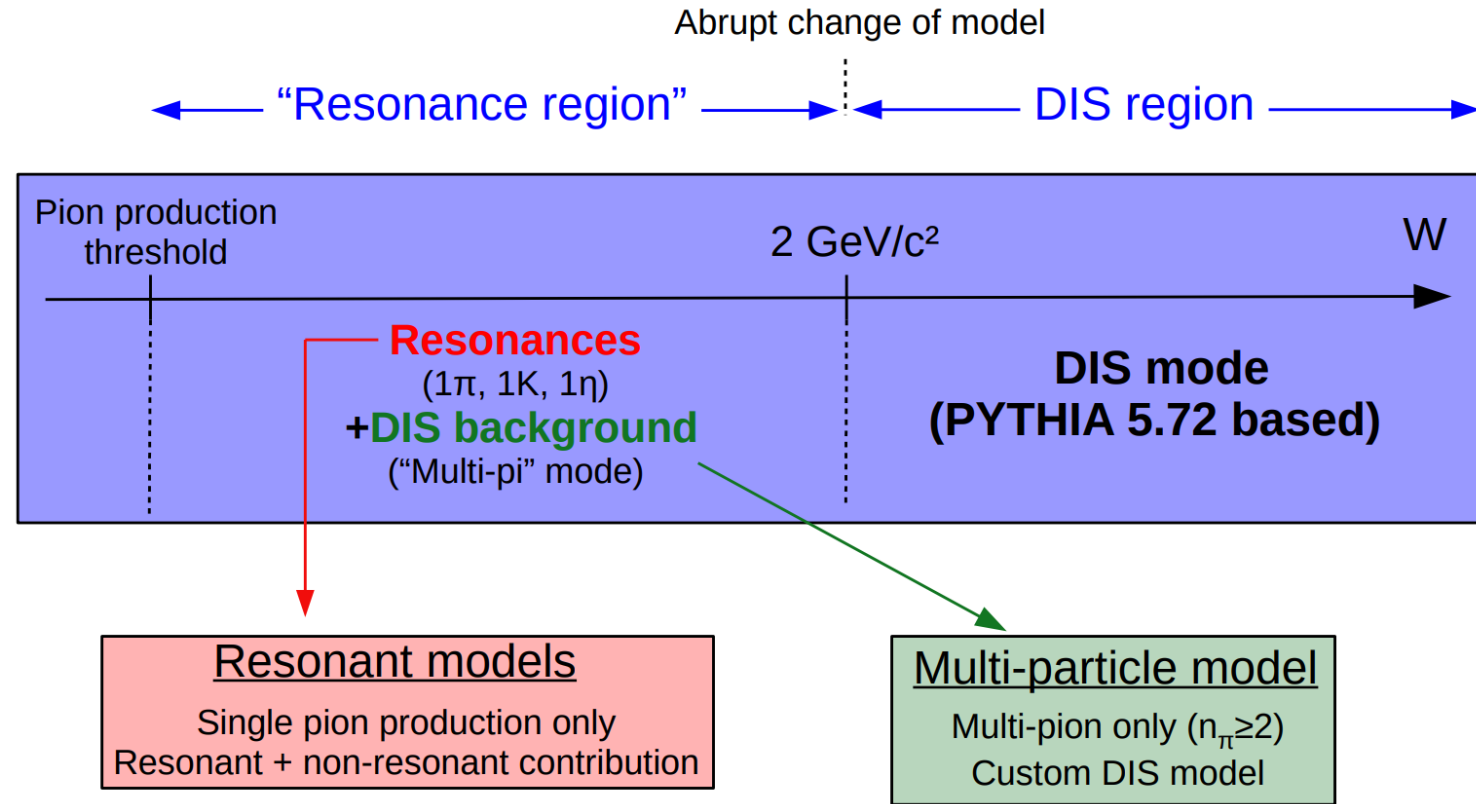 Abrupt change of model
“Resonance region”
DIS region
Pion production
threshold
2 GeV/c²
W
Resonances
(1π, 1K, 1η)
+DIS background
(“Multi-pi” mode)
DIS mode
(PYTHIA 5.72 based)
Resonant models
Single pion production only
Resonant + non-resonant contribution
Multi-particle model
Multi-pion only (nπ≥2)
Custom DIS model